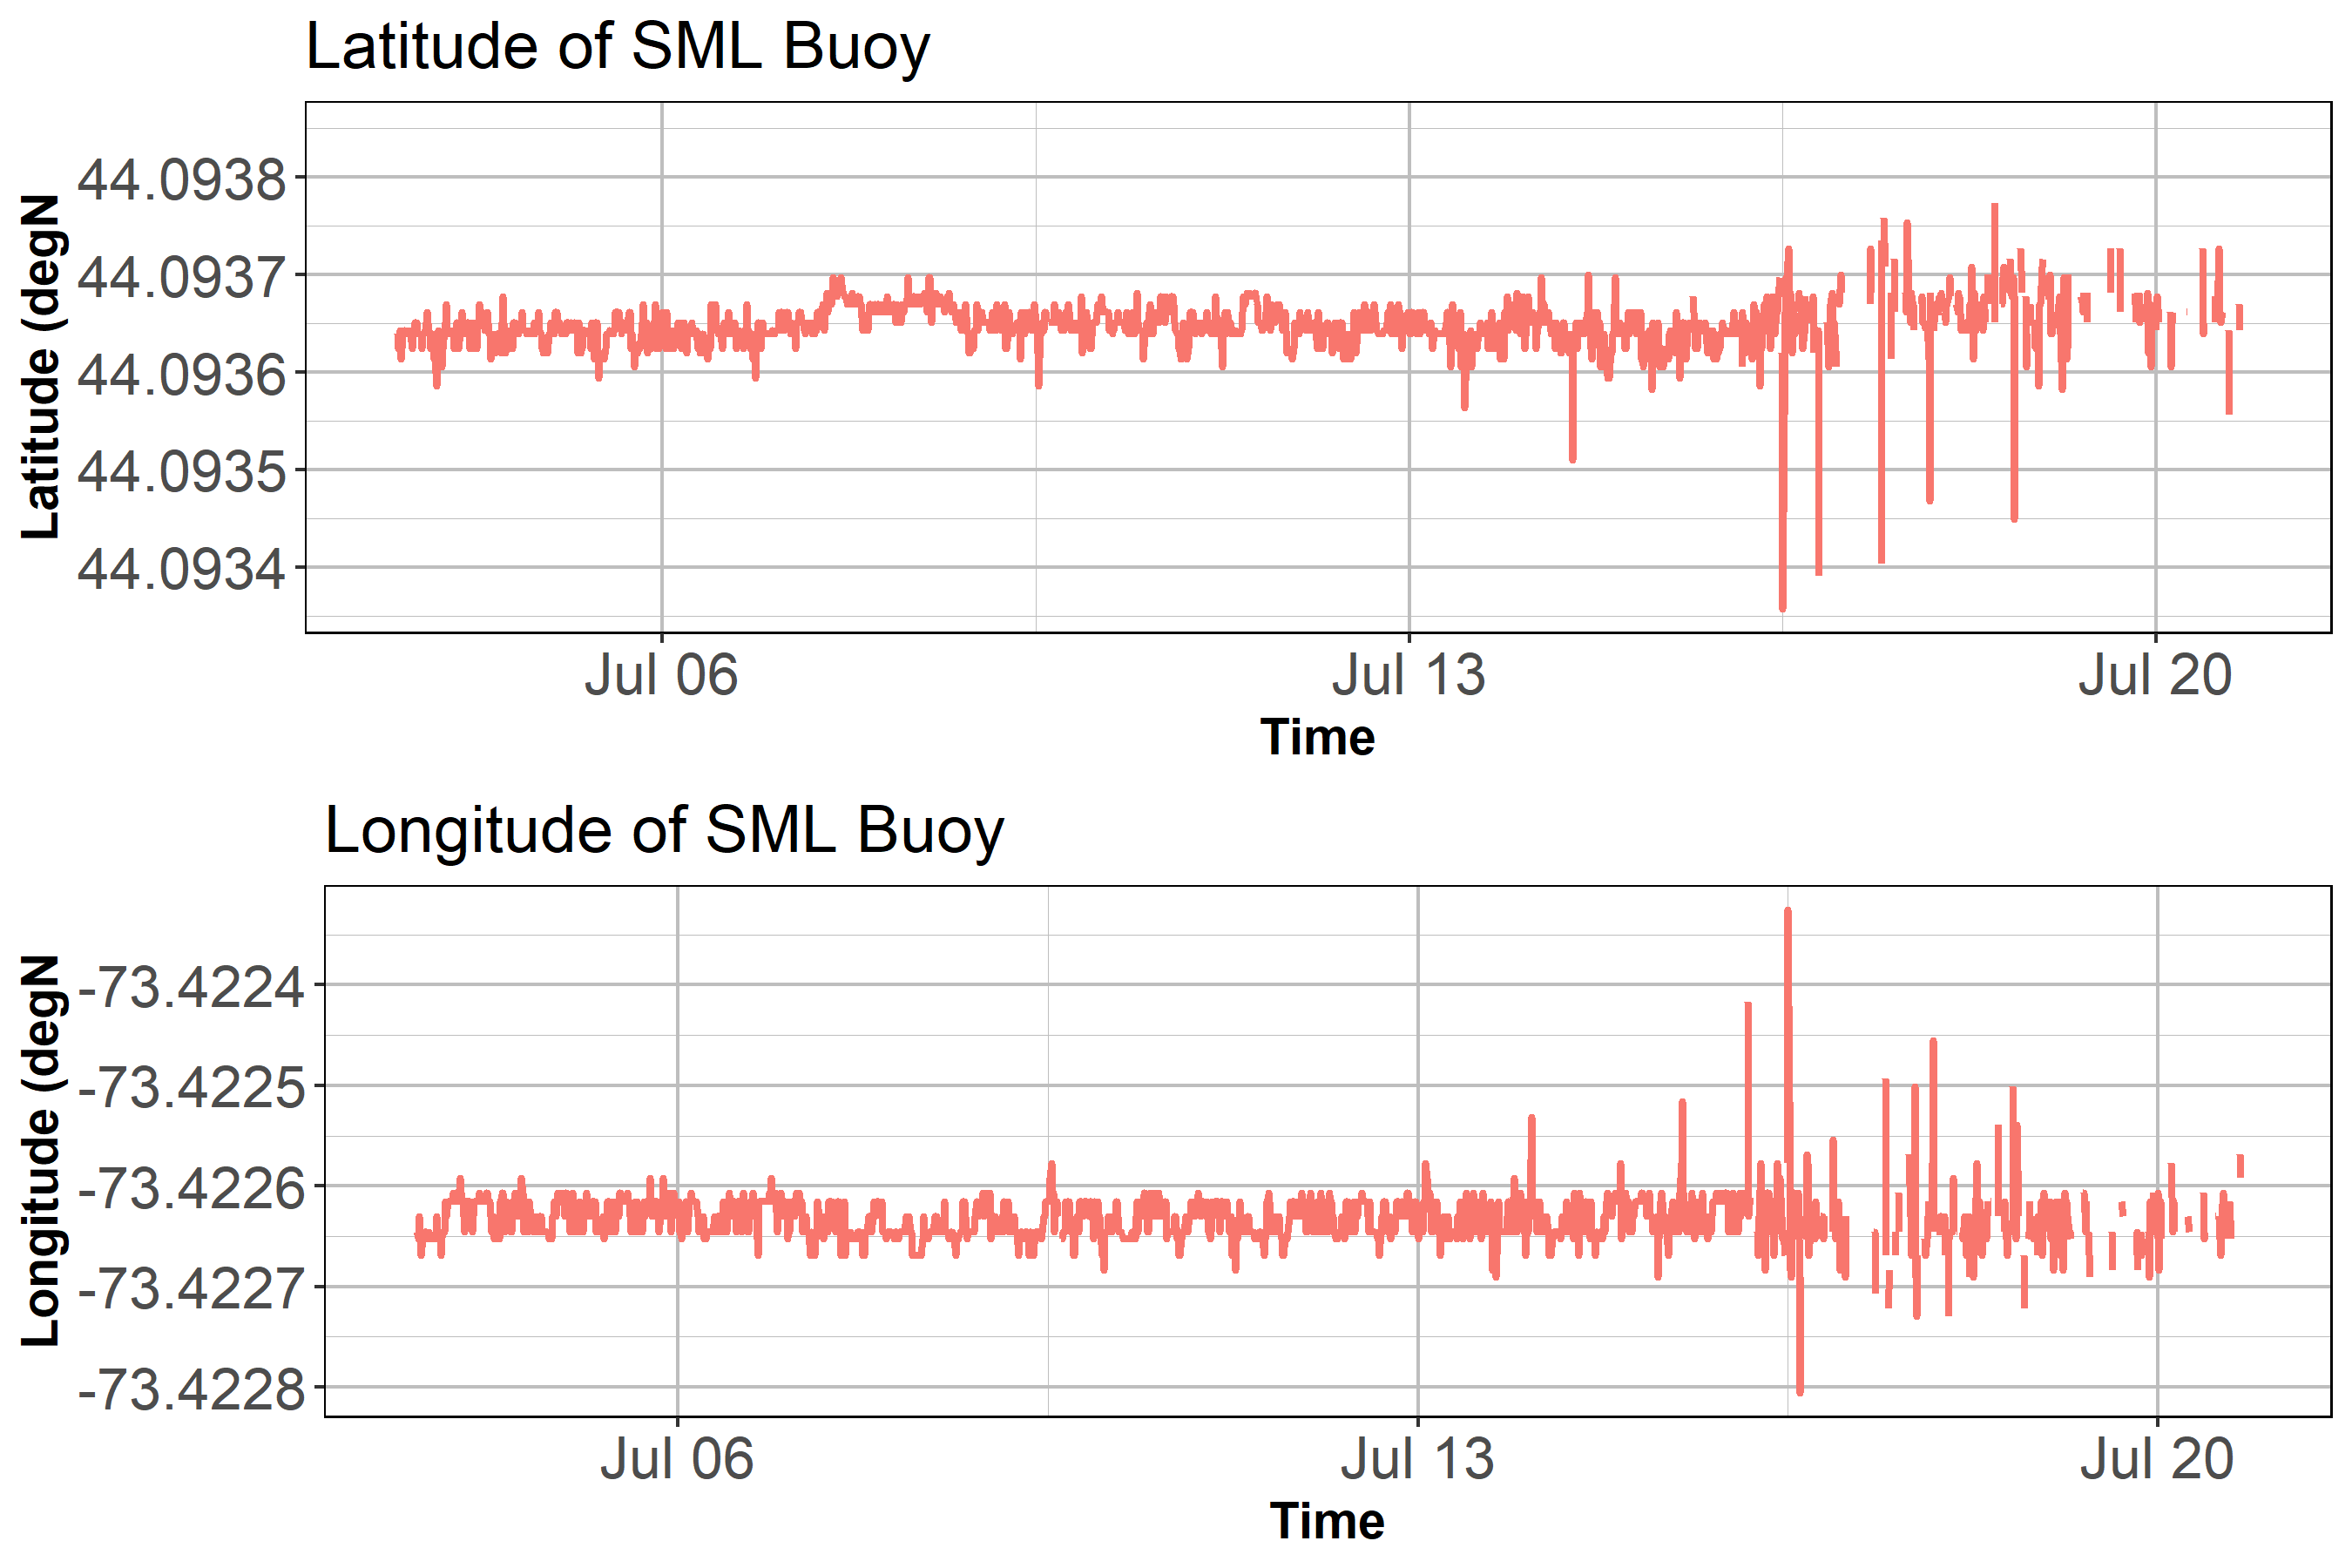 Latitude of SML Buoy
Latitude (degN
44.0938
44.0937
44.0936
44.0935
44.0934
Jul 06 Jul 13 Jul 20
Time
Longitude of SML Buoy
Longitude (degN
-73.4224
-73.4225
-73.4226
-73.4227
-73.4228
Jul 06 Jul 13 Jul 20
Time